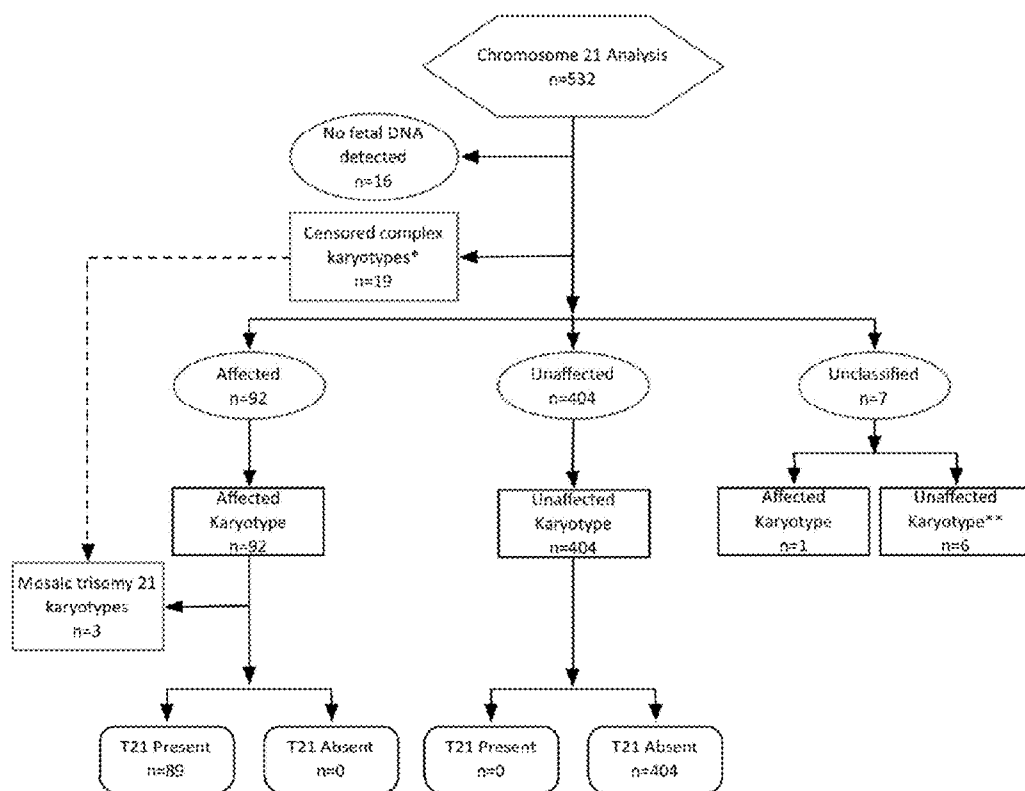 Chromosome 21 Analysis
n=532
No fetal DNA
detected
n=16
Censored complex
karyotypes*
n=19
Affected
n=92
Unaffected
n=404
Unclassified
n=7
Affected
Karyotype
n=92
Unaffected
Karyotype
n=404
Affected
Karyotype
n=1
Unaffected
Karyotype**
n=6
Mosaic trisomy 21
karyotypes
n=3
T21 Present
n=89
T21 Absent
n=0
T21 Present
n=0
T21 Absent
n=404